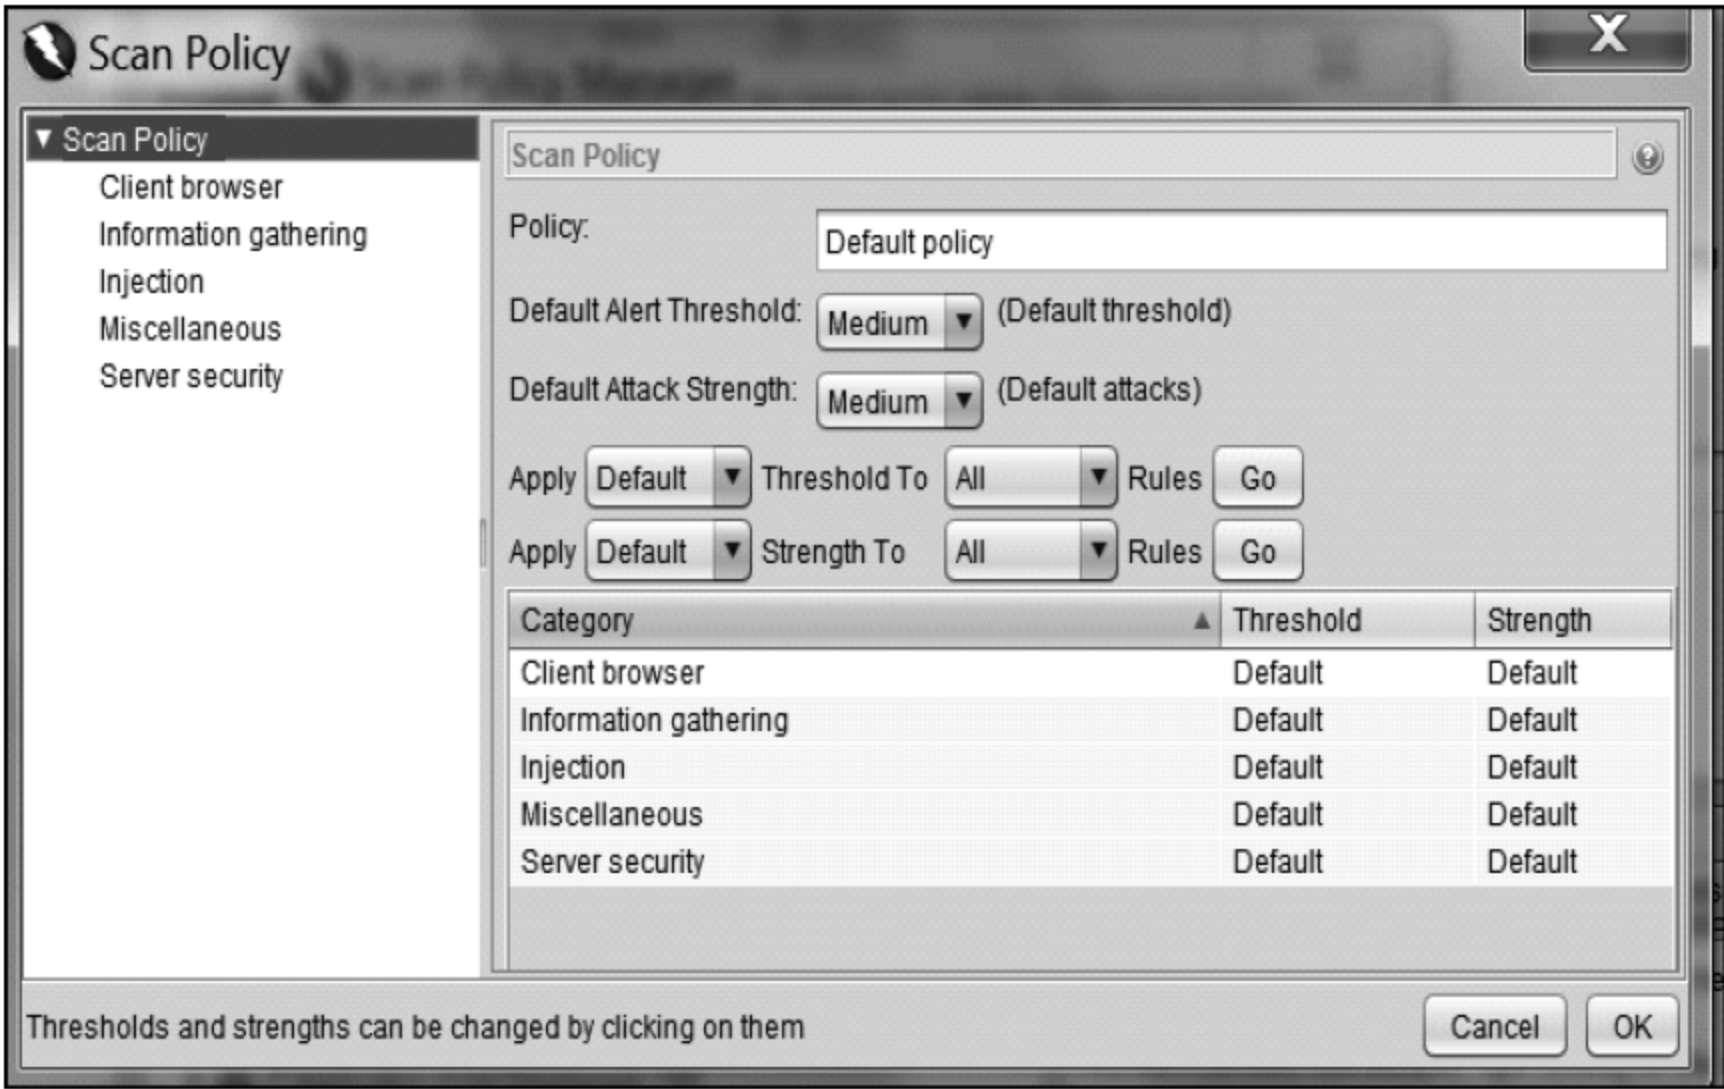 Scan Policy
Scan Policy Manager
X
Scan Policy
Client browser
Information gathering
Injection
Miscellaneous
Server security
Scan Policy
?
Policy:
Default policy
Default Alert Threshold: Medium (Default threshold)
Default Attack Strength: Medium (Default attacks)
Apply Default Threshold To All Rules Go
Apply Default Strength To All Rules Go
Category Threshold Strength
Client browser Default Default
Information gathering Default Default
Injection Default Default
Miscellaneous Default Default
Server security Default Default
Thresholds and strengths can be changed by clicking on them
Cancel OK